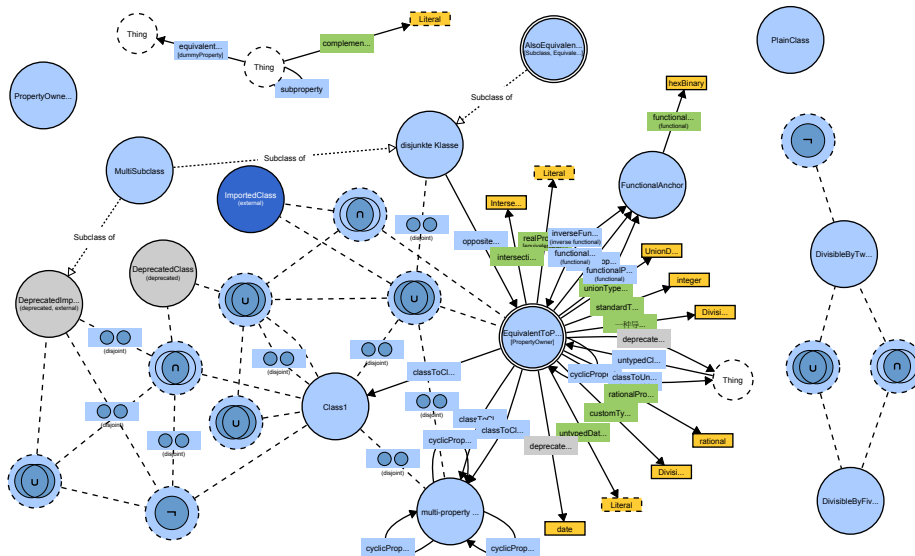 Thing
equivalent...
[dummyProperty]
Thing
complemen...
Literal
subproperty
AlsoEquivalen...
[Subclass, Equivale...]
PlainClass
PropertyOwne...
hexBinary
functional...
(functional)
Subclass of
disjunkte Klasse
Subclass of
MultiSubclass
ImportedClass
(external)
FunctionalAnchor
¬
Literal
Interse...
∩
(disjoint)
opposite...
realPro...
intersecti...
inverseFun...
(inverse functional)
functional...
(functional)
functionalP...
(functional)
UnionD...
Subclass of
DeprecatedClass
(deprecated)
DeprecatedImp...
(deprecated, external)
DivisibleByTw...
unionType...
integer
∪
∪
standardT...
Divisi...
EquivalentToP...
[PropertyOwner]
deprecate...
(disjoint)
(disjoint)
(disjoint)
∩
untypedCl...
cyclicProp...
classToUn...
Thing
∪
∩
classToCl...
rationalPro...
Class1
(disjoint)
(disjoint)
∪
classToCl...
classToCl...
cyclicProp...
customTy...
untypedDat...
deprecate...
rational
(disjoint)
Divisi...
∪
¬
multi-property ...
Literal
DivisibleByFiv...
date
cyclicProp...
cyclicProp...